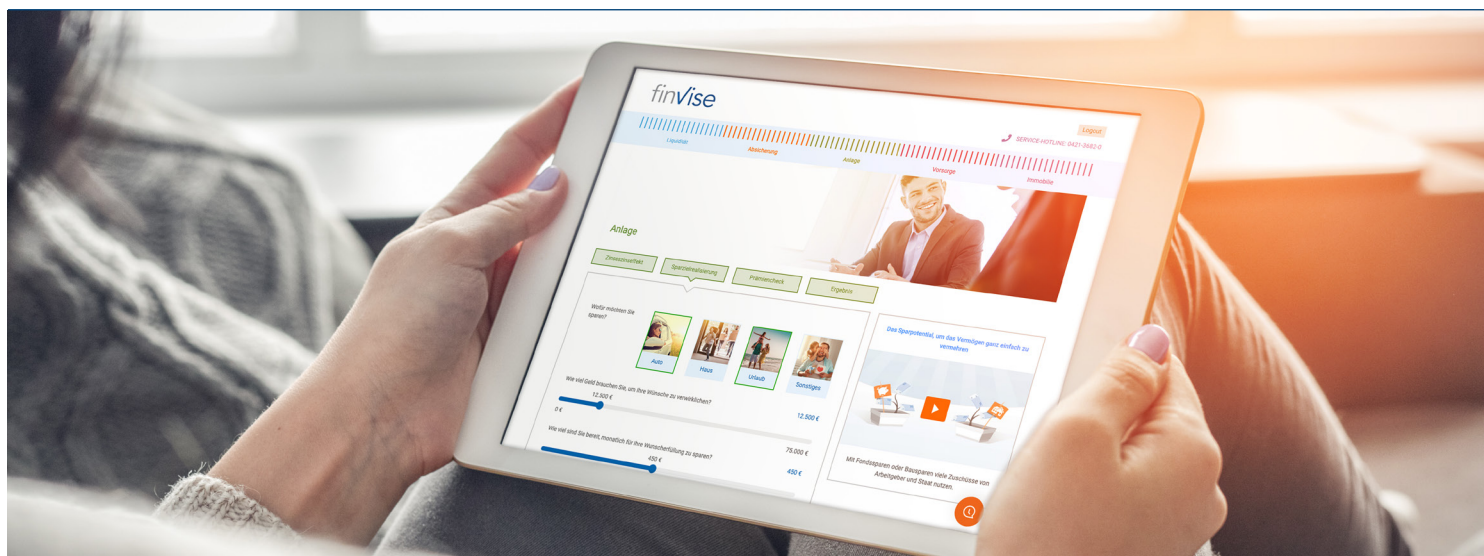 finVise
Logout
SERVICE-HOTLINE: 0421-3682-0
Liquidität
Absicherung
Anlage
Vorsorge
Immobilie
Anlage
Zinseszinseffekt
Sparzielrealisierung
Prämiencheck
Ergebnis
Wofür möchten Sie
sparen?
Auto
Haus
Urlaub
Sonstiges
Wie viel Geld brauchen Sie, um Ihre Wünsche zu verwirklichen?
12.500 €
12.500 €
0 €
75.000 €
Wie viel sind Sie bereit, monatlich für Ihre Wunscherfüllung zu sparen?
450 €
450 €
Das Sparpotential, um das Vermögen ganz einfach zu
vermehren
Mit Fondssparen oder Bausparen viele Zuschüsse von
Arbeitgeber und Staat nutzen.